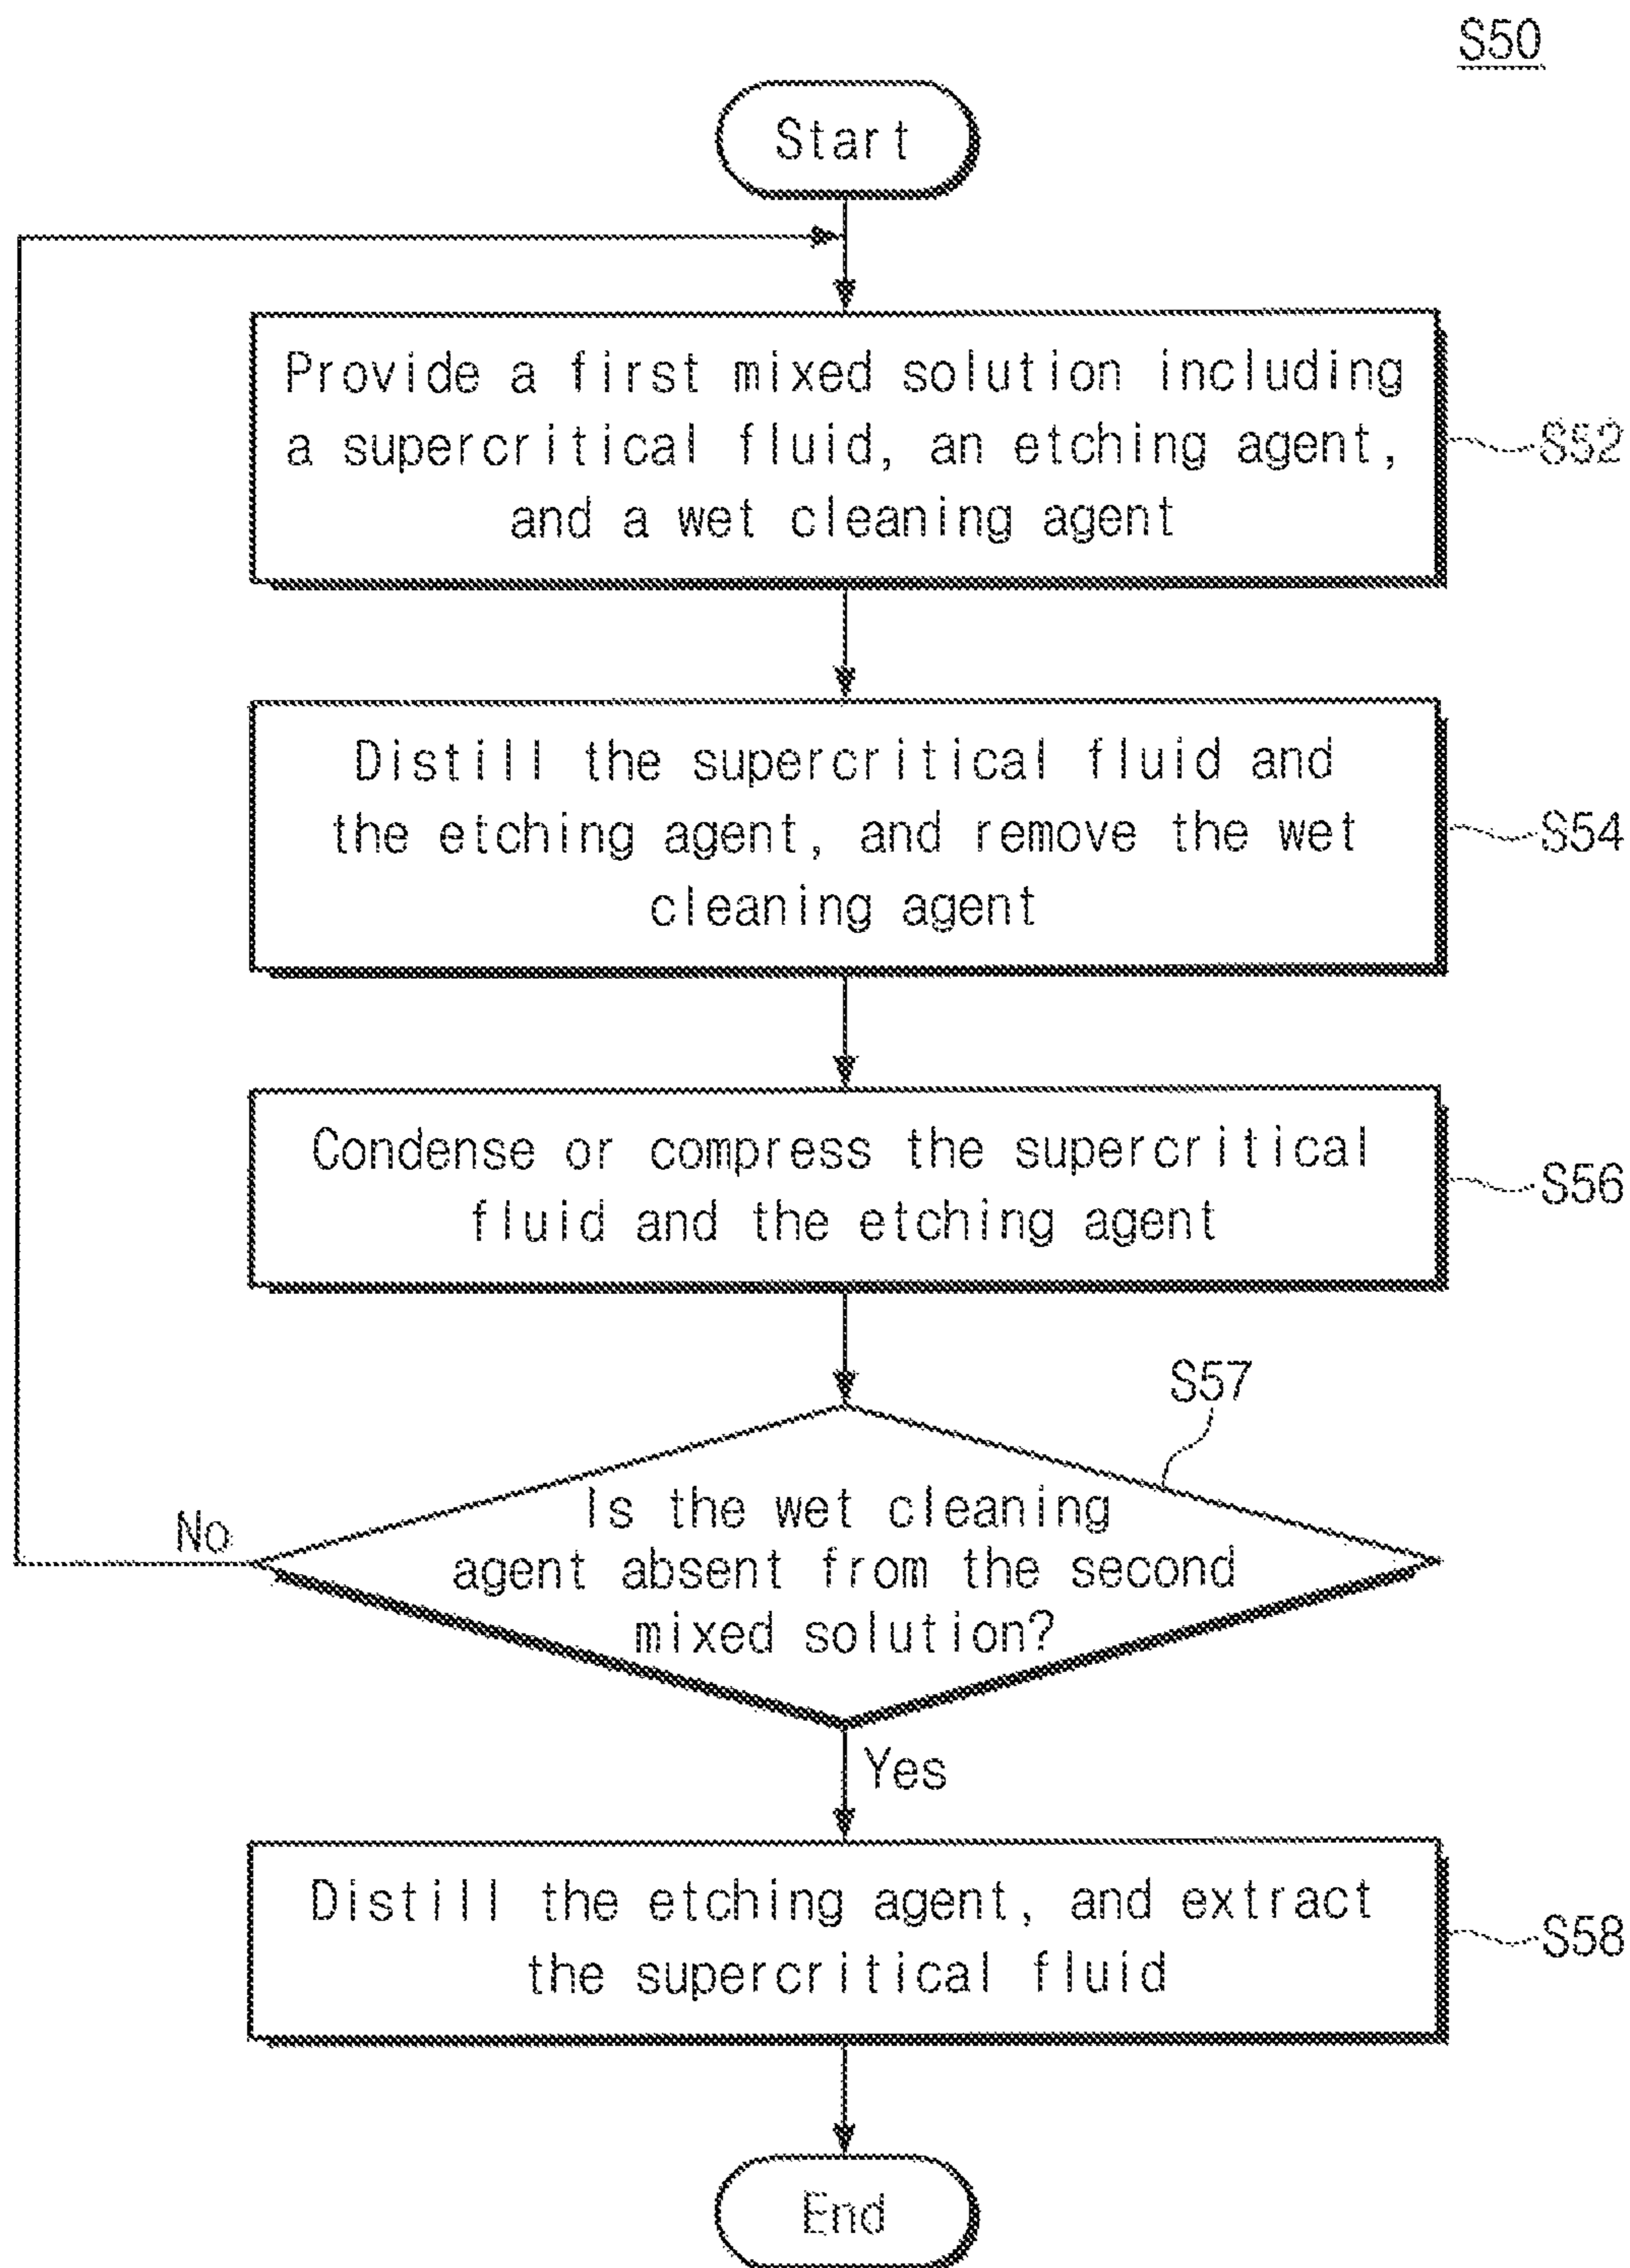 S50
Start
Provide a first mixed solution including
a supercritical fluid, an etching agent,
and a wet cleaning agent
S52
Distill the supercritical fluid and
the etching agent, and remove the wet
cleaning agent
S54
Condense or compress the supercritical
fluid and the etching agent
S56
S57
Is the wet cleaning
agent absent from the second
mixed solution?
No
Yes
Distill the etching agent, and extract
the supercritical fluid
S58
End